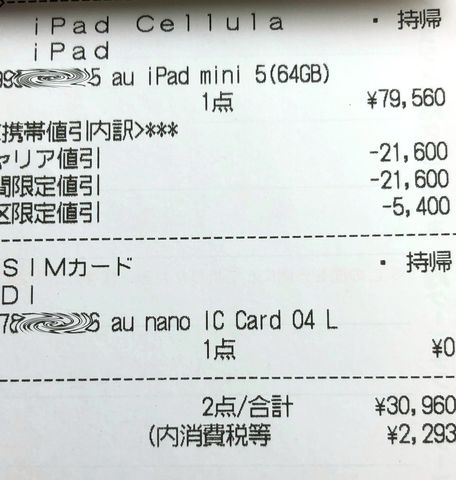 iPad Cellula ・ 持帰
iPad
5 au iPad mini 5(64GB)
1点 ¥79,560
携帯値引内訳>***
ャリア値引 -21,600
間限定値引 -21,600
区限定値引 -5,400
SIMカード ・ 持帰
DI
au nano IC Card 04 L
1点 ¥0
2点/合計 ¥30,960
(内消費税等 ¥2,293